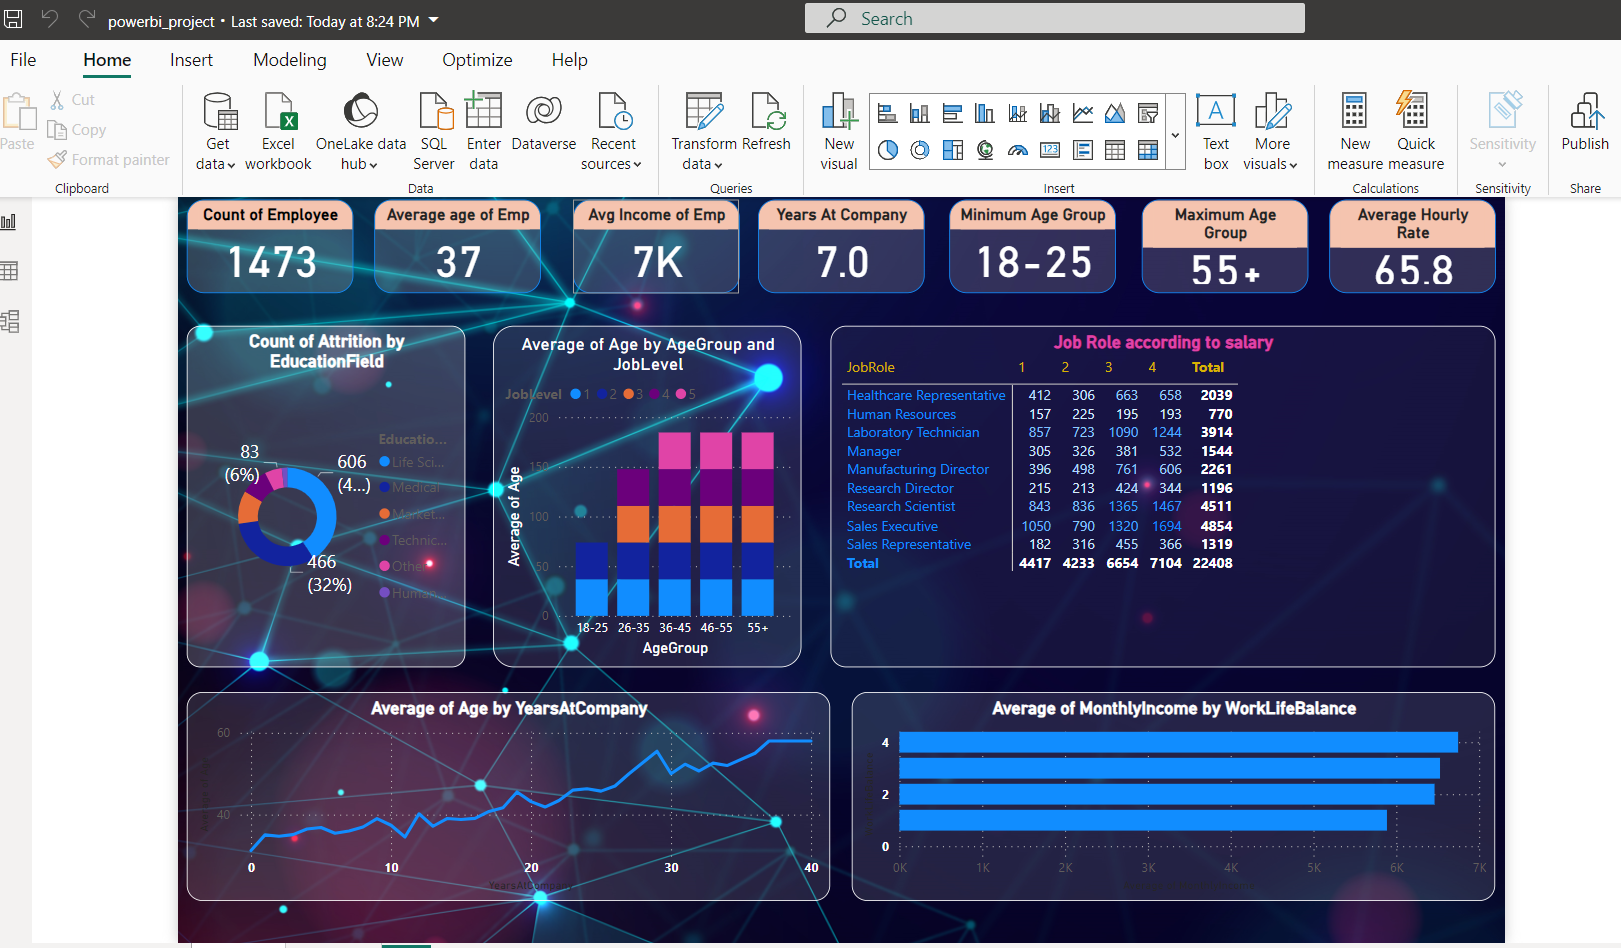 powerbi_project • Last saved: Today at 8:24 PM
Search
File Home Insert Modeling View Optimize Help
Paste
Cut
Copy
Format painter
Clipboard
Get data
Excel workbook
OneLake data hub
SQL Server
Enter data
Dataverse
Recent sources
Data
Transform data
Refresh
Queries
New visual
Text box
More visuals
Insert
New measure
Quick measure
Calculations
Sensitivity
Sensitivity
Publish
Share
Count of Employee
1473
Average age of Emp
37
Avg Income of Emp
7K
Years At Company
7.0
Minimum Age Group
18-25
Maximum Age Group
55+
Average Hourly Rate
65.8
Count of Attrition by
EducationField
83
(6%)
606
(4...)
466
(32%)
Educatio...
Life Sci...
Medical
Market...
Technic...
Other
Human...
Average of Age by AgeGroup and
JobLevel
JobLevel 1 2 3 4 5
200
150
100
50
0
Average of Age
18-25 26-35 36-45 46-55 55+
AgeGroup
Job Role according to salary
JobRole 1 2 3 4 Total
Healthcare Representative 412 306 663 658 2039
Human Resources 157 225 195 193 770
Laboratory Technician 857 723 1090 1244 3914
Manager 305 326 381 532 1544
Manufacturing Director 396 498 761 606 2261
Research Director 215 213 424 344 1196
Research Scientist 843 836 1365 1467 4511
Sales Executive 1050 790 1320 1694 4854
Sales Representative 182 316 455 366 1319
Total 4417 4233 6654 7104 22408
Average of Age by YearsAtCompany
60
40
0 10 20 30 40
YearsAtCompany
Average of MonthlyIncome by WorkLifeBalance
4
2
0
0K 1K 2K 3K 4K 5K 6K 7K